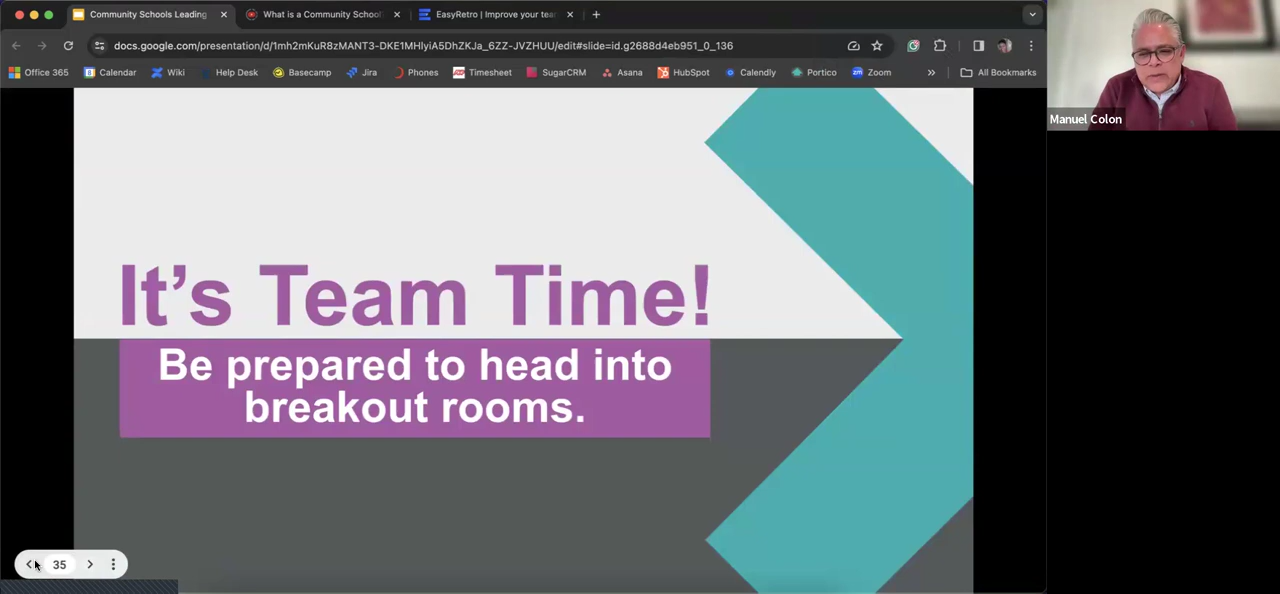 Community Schools Leading
What is a Community School
EasyRetro | Improve your tea
docs.google.com/presentation/d/1mh2mKuR8zMANT3-DKE1MHlyiA5DhZKJa_6ZZ-JVZHUU/edit#slide=id.g2688d4eb951_0_136
Office 365 Calendar Wiki Help Desk Basecamp Jira Phones Timesheet SugarCRM Asana HubSpot Calendly Portico Zoom » All Bookmarks
Manuel Colon
It's Team Time!
Be prepared to head into
breakout rooms.
35